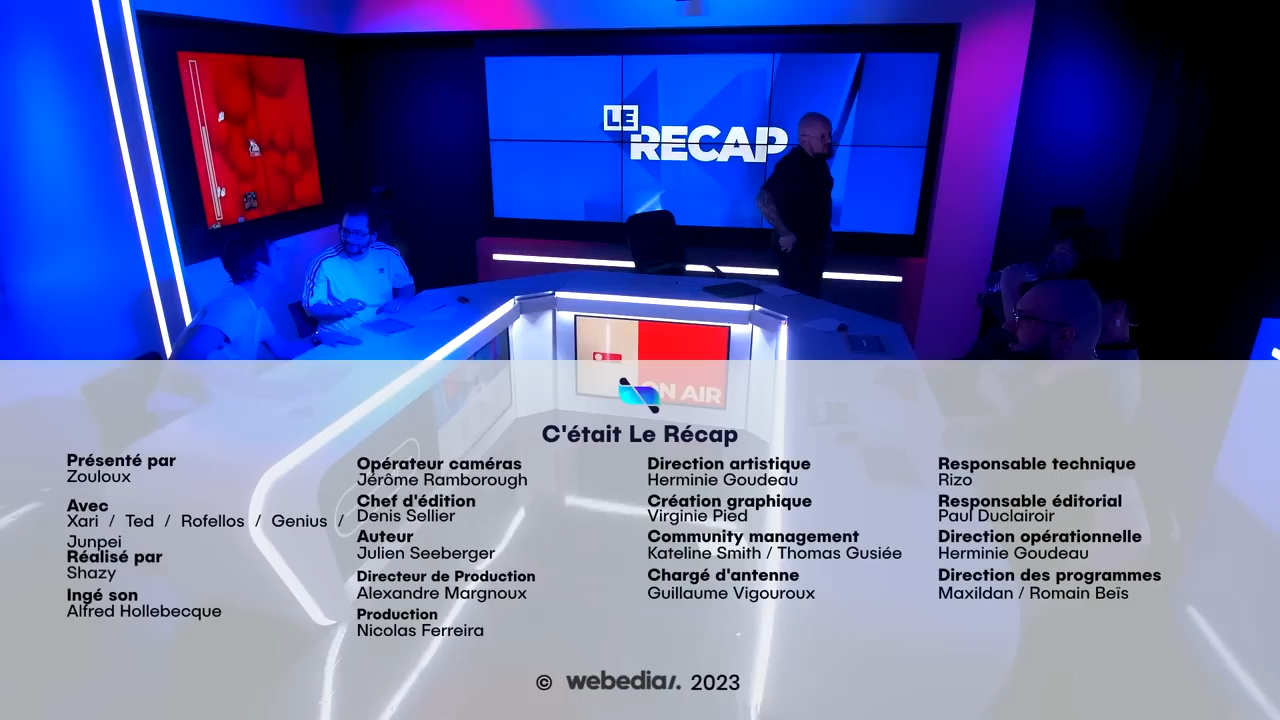 LE
RECAP
ON AIR
C'était Le Récap
Présenté par
Zouloux
Avec
Xari / Ted / Rofellos / Genius /
Junpei
Réalisé par
Shazy
Ingé son
Alfred Hollebecque
Opérateur caméras
Jérôme Ramborough
Chef d'édition
Denis Sellier
Auteur
Julien Seeberger
Directeur de Production
Alexandre Margnoux
Production
Nicolas Ferreira
Direction artistique
Herminie Goudeau
Création graphique
Virginie Pied
Community management
Kateline Smith / Thomas Gusiée
Chargé d'antenne
Guillaume Vigouroux
Responsable technique
Rizo
Responsable éditorial
Paul Duclairoir
Direction opérationnelle
Herminie Goudeau
Direction des programmes
Maxildan / Romain Beïs
© webedia/. 2023